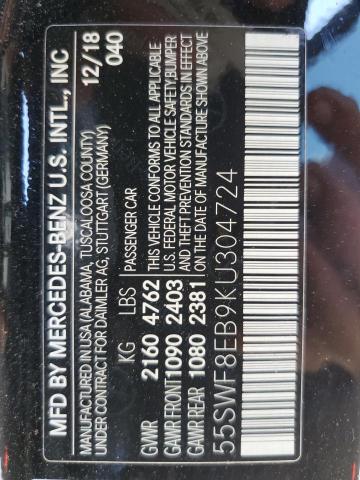 MFD BY MERCEDES-BENZ U.S. INTL., INC
MANUFACTURED IN USA (ALABAMA, TUSCALOOSA COUNTY) 12/18
UNDER CONTRACT FOR DAIMLER AG, STUTTGART (GERMANY) 040
KG LBS PASSENGER CAR
GVWR 2160 4762 THIS VEHICLE CONFORMS TO ALL APPLICABLE
GAWR FRONT 1090 2403 U.S. FEDERAL MOTOR VEHICLE SAFETY, BUMPER
GAWR REAR 1080 2381 AND THEFT PREVENTION STANDARDS IN EFFECT
ON THE DATE OF MANUFACTURE SHOWN ABOVE
55SWF8EB9KU304724